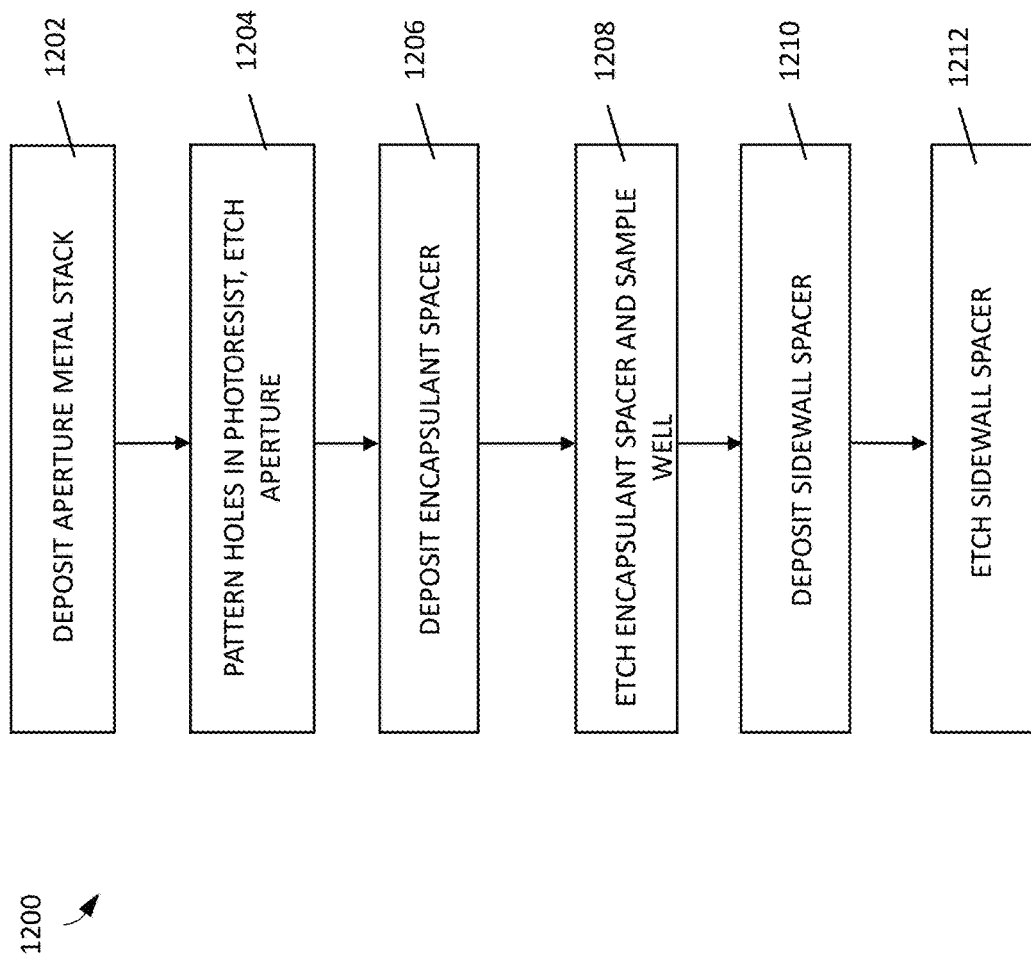 1200
DEPOSIT APERTURE METAL STACK
1202
PATTERN HOLES IN PHOTORESIST, ETCH
APERTURE
1204
DEPOSIT ENCAPSULANT SPACER
1206
ETCH ENCAPSULANT SPACER AND SAMPLE
WELL
1208
DEPOSIT SIDEWALL SPACER
1210
ETCH SIDEWALL SPACER
1212